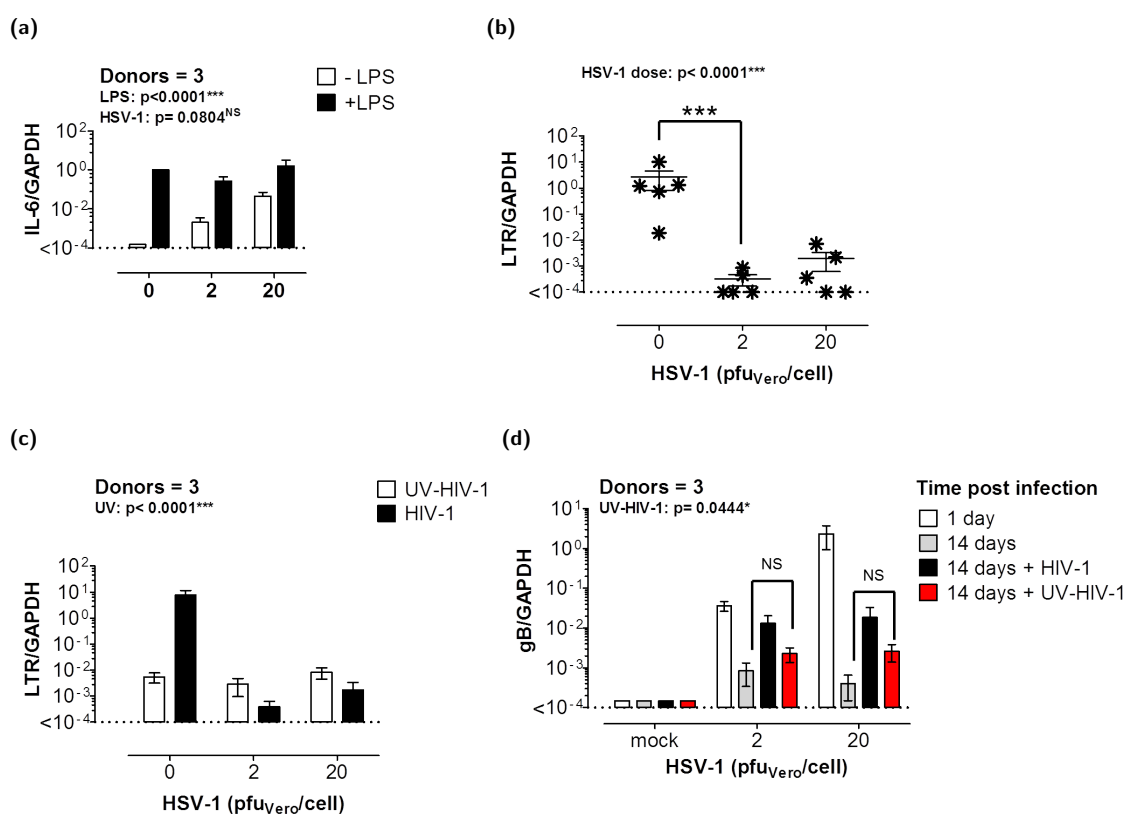 (a)
Donors = 3
LPS: p<0.0001***
HSV-1: p= 0.0804NS
- LPS
+LPS
IL-6/GAPDH
10²
10⁰
10⁻²
<10⁻⁴
0 2 20
(b)
HSV-1 dose: p< 0.0001***
***
LTR/GAPDH
10²
10¹
10⁰
10⁻¹
10⁻²
10⁻³
<10⁻⁴
0 2 20
HSV-1 (pfuVero/cell)
(c)
Donors = 3
UV: p< 0.0001***
UV-HIV-1
HIV-1
LTR/GAPDH
10²
10¹
10⁰
10⁻¹
10⁻²
10⁻³
<10⁻⁴
0 2 20
HSV-1 (pfuVero/cell)
(d)
Donors = 3
UV-HIV-1: p= 0.0444*
Time post infection
1 day
14 days
14 days + HIV-1
14 days + UV-HIV-1
NS
NS
gB/GAPDH
10¹
10⁰
10⁻¹
10⁻²
10⁻³
<10⁻⁴
mock 2 20
HSV-1 (pfuVero/cell)